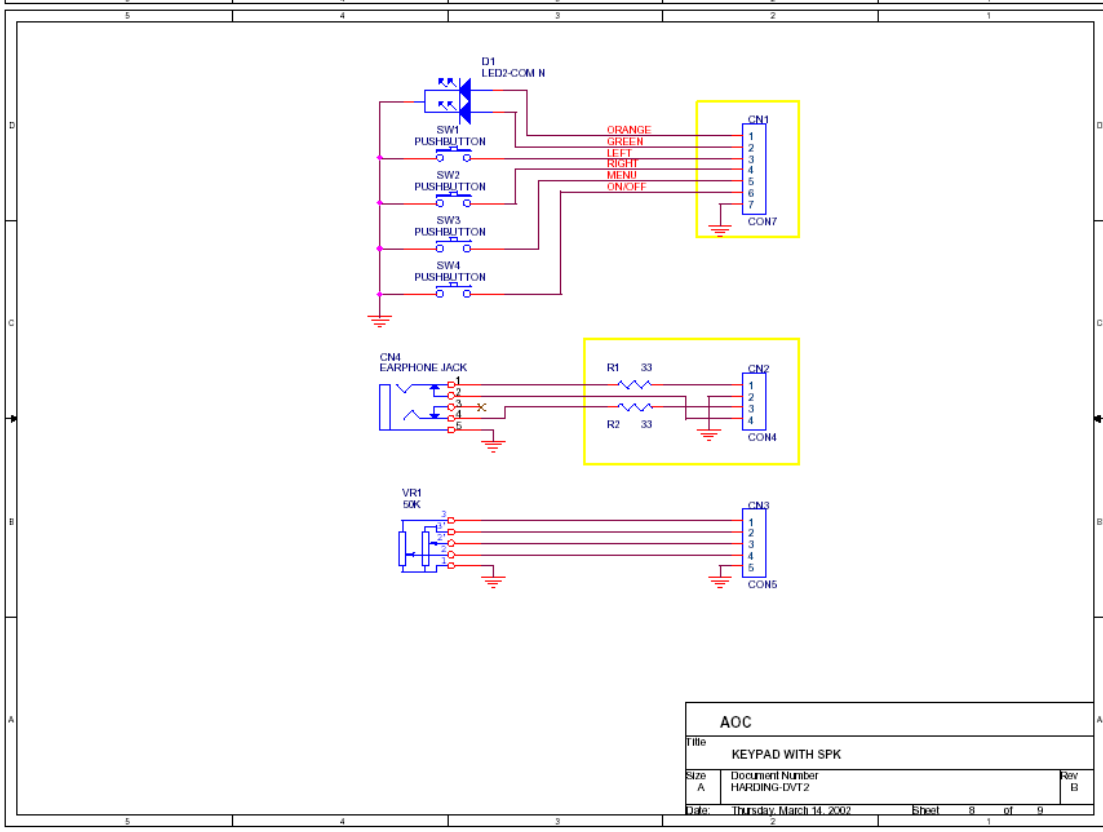 5 4 3 2 1
D1
LED2-COM N
SW1
PUSHBUTTON
SW2
PUSHBUTTON
SW3
PUSHBUTTON
SW4
PUSHBUTTON
ORANGE
GREEN
LEFT
RIGHT
MENU
ON/OFF
CN1
1
2
3
4
5
6
7
CON7
D D
C C
CN4
EARPHONE JACK
1
2
3
4
5
R1 33
R2 33
CN2
1
2
3
4
CON4
VR1
50K
3
3'
2'
2
1
CN3
1
2
3
4
5
CON5
B B
A A
AOC
Title
KEYPAD WITH SPK
Size Document Number Rev
A HARDING-DVT2 B
Date: Thursday, March 14, 2002 Sheet 8 of 9
5 4 3 2 1